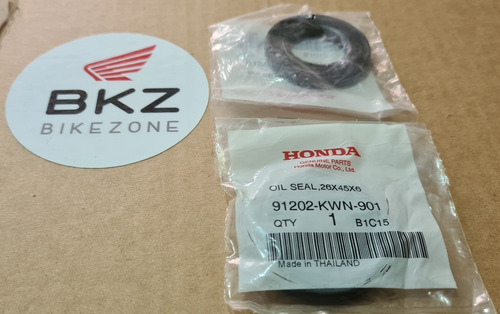 BKZ
BIKEZONE
HONDA
GENUINE PARTS
Honda Motor Co., Ltd.
OIL SEAL,26X45X6
91202-KWN-901
QTY 1 B1C15
Made in THAILAND